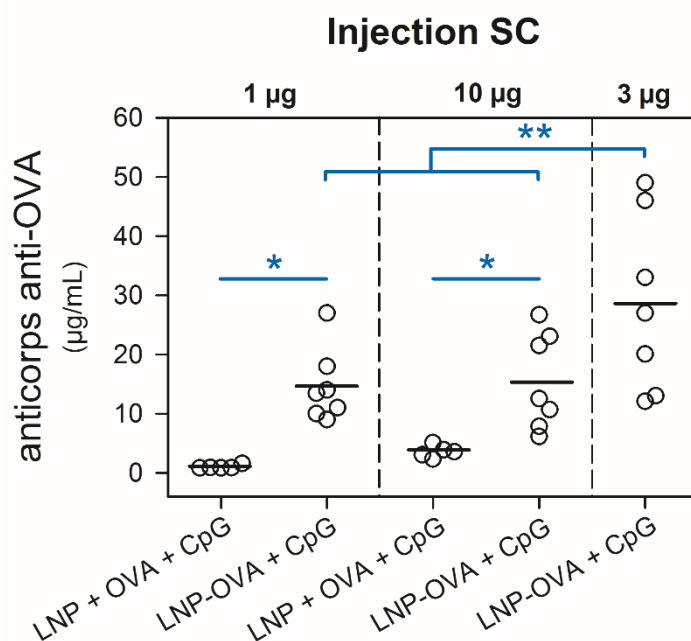 Injection SC
1 µg 10 µg 3 µg
**
* *
anticorps anti-OVA
(µg/mL)
60
50
40
30
20
10
0
LNP + OVA + CpG
LNP-OVA + CpG
LNP + OVA + CpG
LNP-OVA + CpG
LNP-OVA + CpG